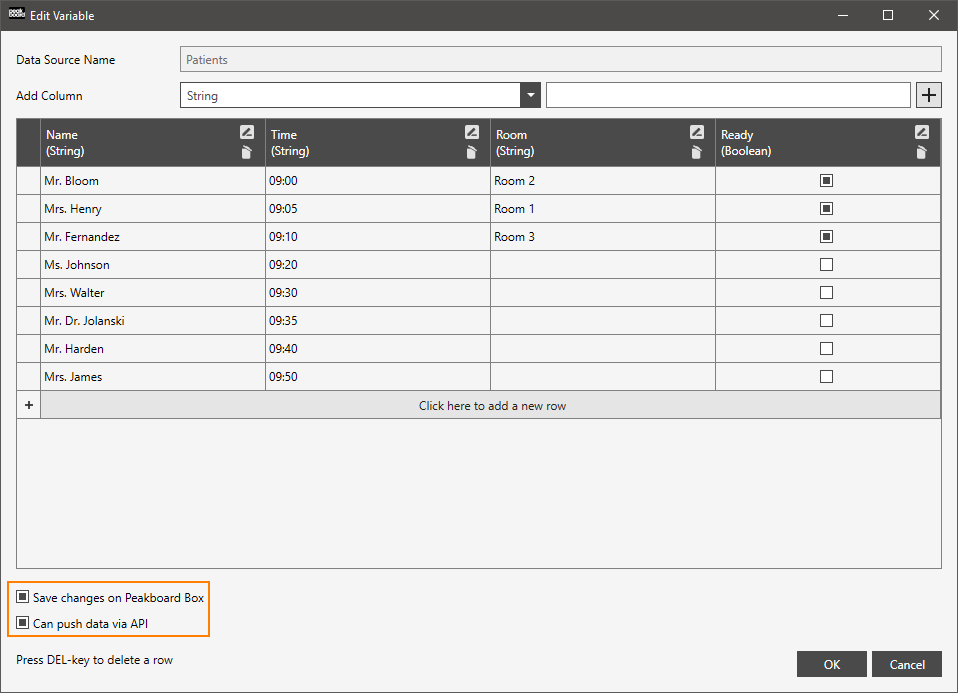 peak board Edit Variable
Data Source Name Patients
Add Column String
Name Time Room Ready
(String) (String) (String) (Boolean)
Mr. Bloom 09:00 Room 2
Mrs. Henry 09:05 Room 1
Mr. Fernandez 09:10 Room 3
Ms. Johnson 09:20
Mrs. Walter 09:30
Mr. Dr. Jolanski 09:35
Mr. Harden 09:40
Mrs. James 09:50
+ Click here to add a new row
Save changes on Peakboard Box
Can push data via API
Press DEL-key to delete a row
OK Cancel